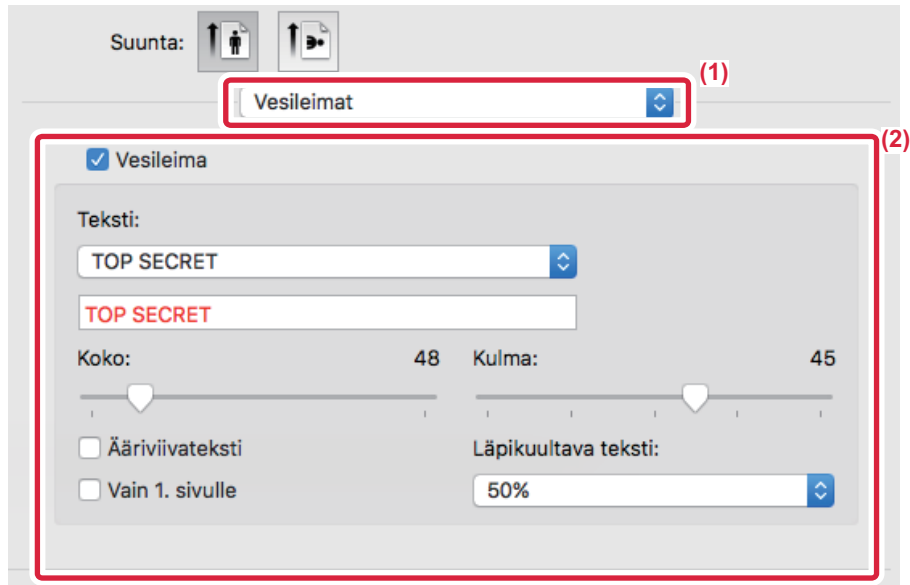 Suunta:
(1)
Vesileimat
(2)
Vesileima
Teksti:
TOP SECRET
TOP SECRET
Koko: 48 Kulma: 45
Ääriviivateksti Läpikuultava teksti:
Vain 1. sivulle 50%